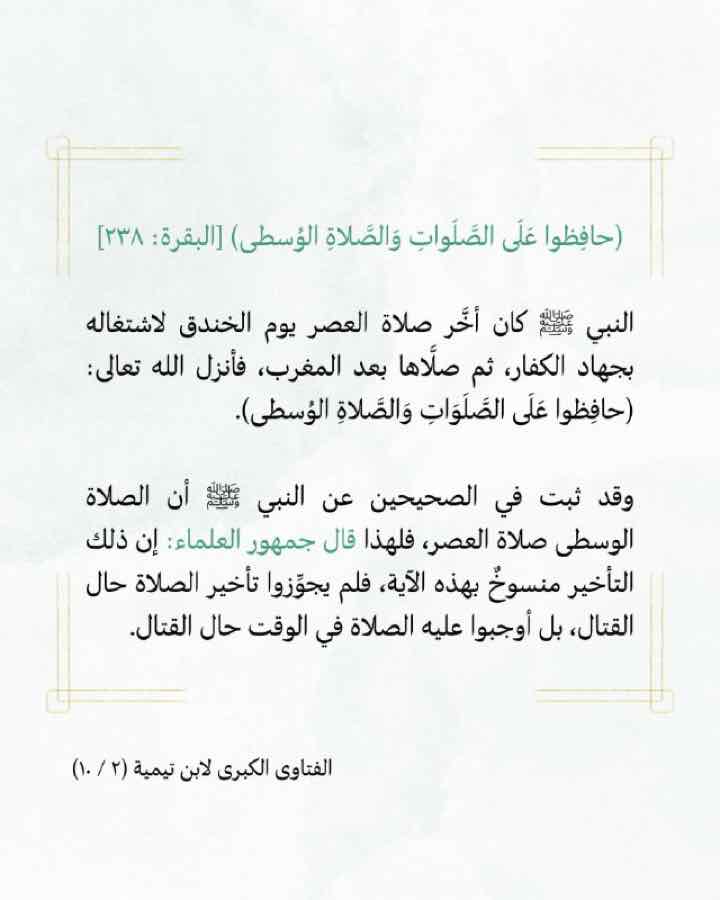 (حافِظوا عَلَى الصَّلَواتِ وَالصَّلاةِ الوُسطى) [البقرة: ٢٣٨]
النبي ﷺ كان أخَّر صلاة العصر يوم الخندق لاشتغاله
بجهاد الكفار، ثم صلَّاها بعد المغرب، فأنزل الله تعالى:
(حافِظوا عَلَى الصَّلَوَاتِ وَالصَّلاةِ الوُسطى).
وقد ثبت في الصحيحين عن النبي ﷺ أن الصلاة
الوسطى صلاة العصر، فلهذا قال جمهور العلماء: إن ذلك
التأخير منسوخٌ بهذه الآية، فلم يجوِّزوا تأخير الصلاة حال
القتال، بل أوجبوا عليه الصلاة في الوقت حال القتال.
الفتاوى الكبرى لابن تيمية (٢ / ١٠)